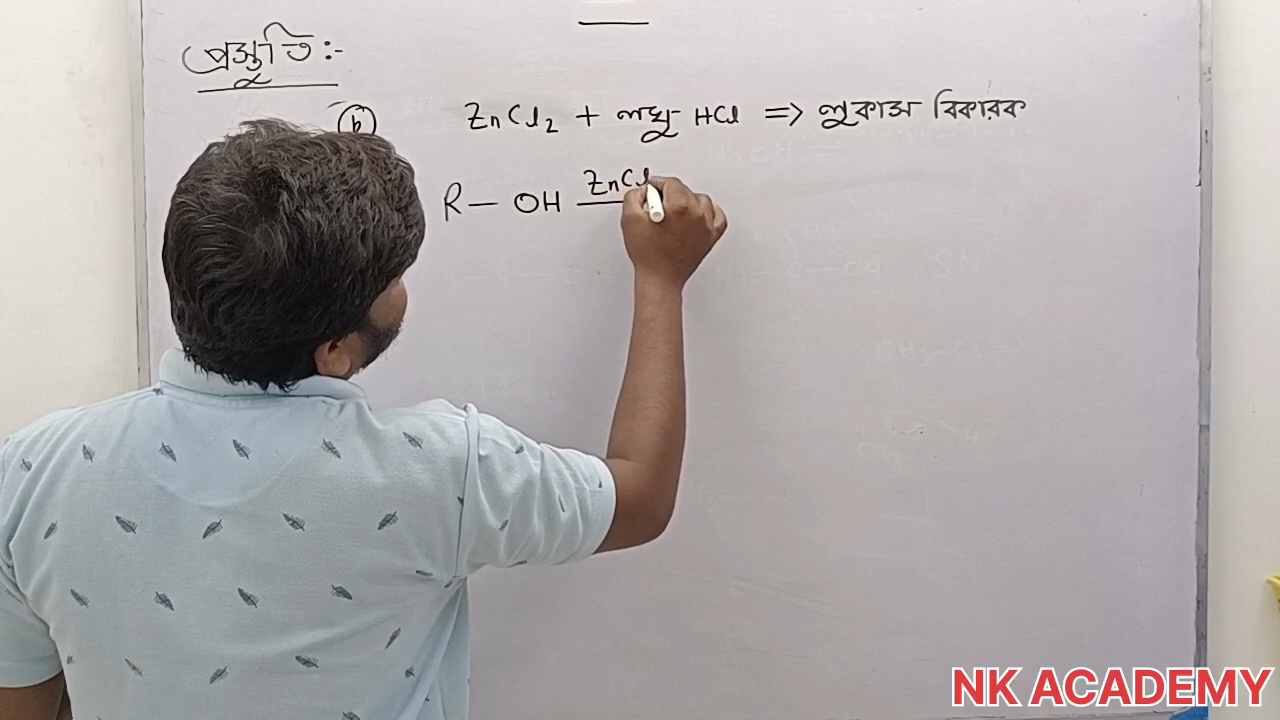 প্রস্তুতি :-
(b) ZnCl₂ + লঘু HCl => লুকাস বিকারক
R — OH ZnCl
NK ACADEMY